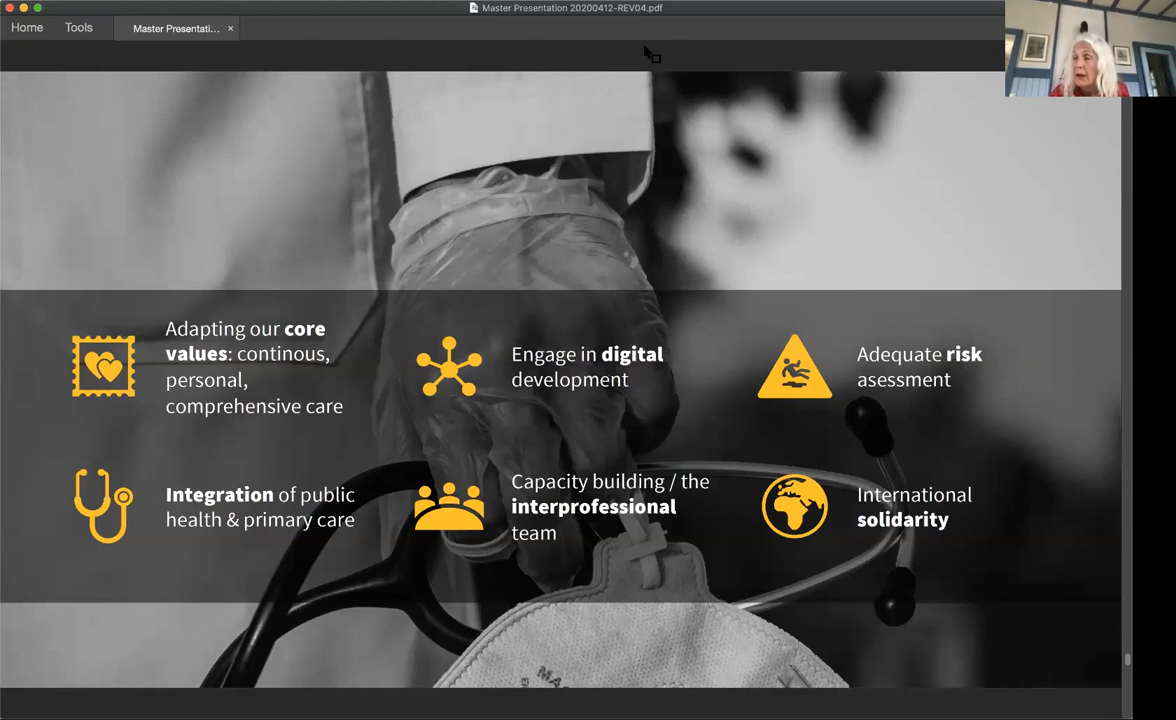 Master Presentation 20200412-REV04.pdf
Home Tools Master Presentati... ×
Adapting our core
values: continous,
personal,
comprehensive care
Engage in digital
development
Adequate risk
asessment
Integration of public
health & primary care
Capacity building / the
interprofessional
team
International
solidarity